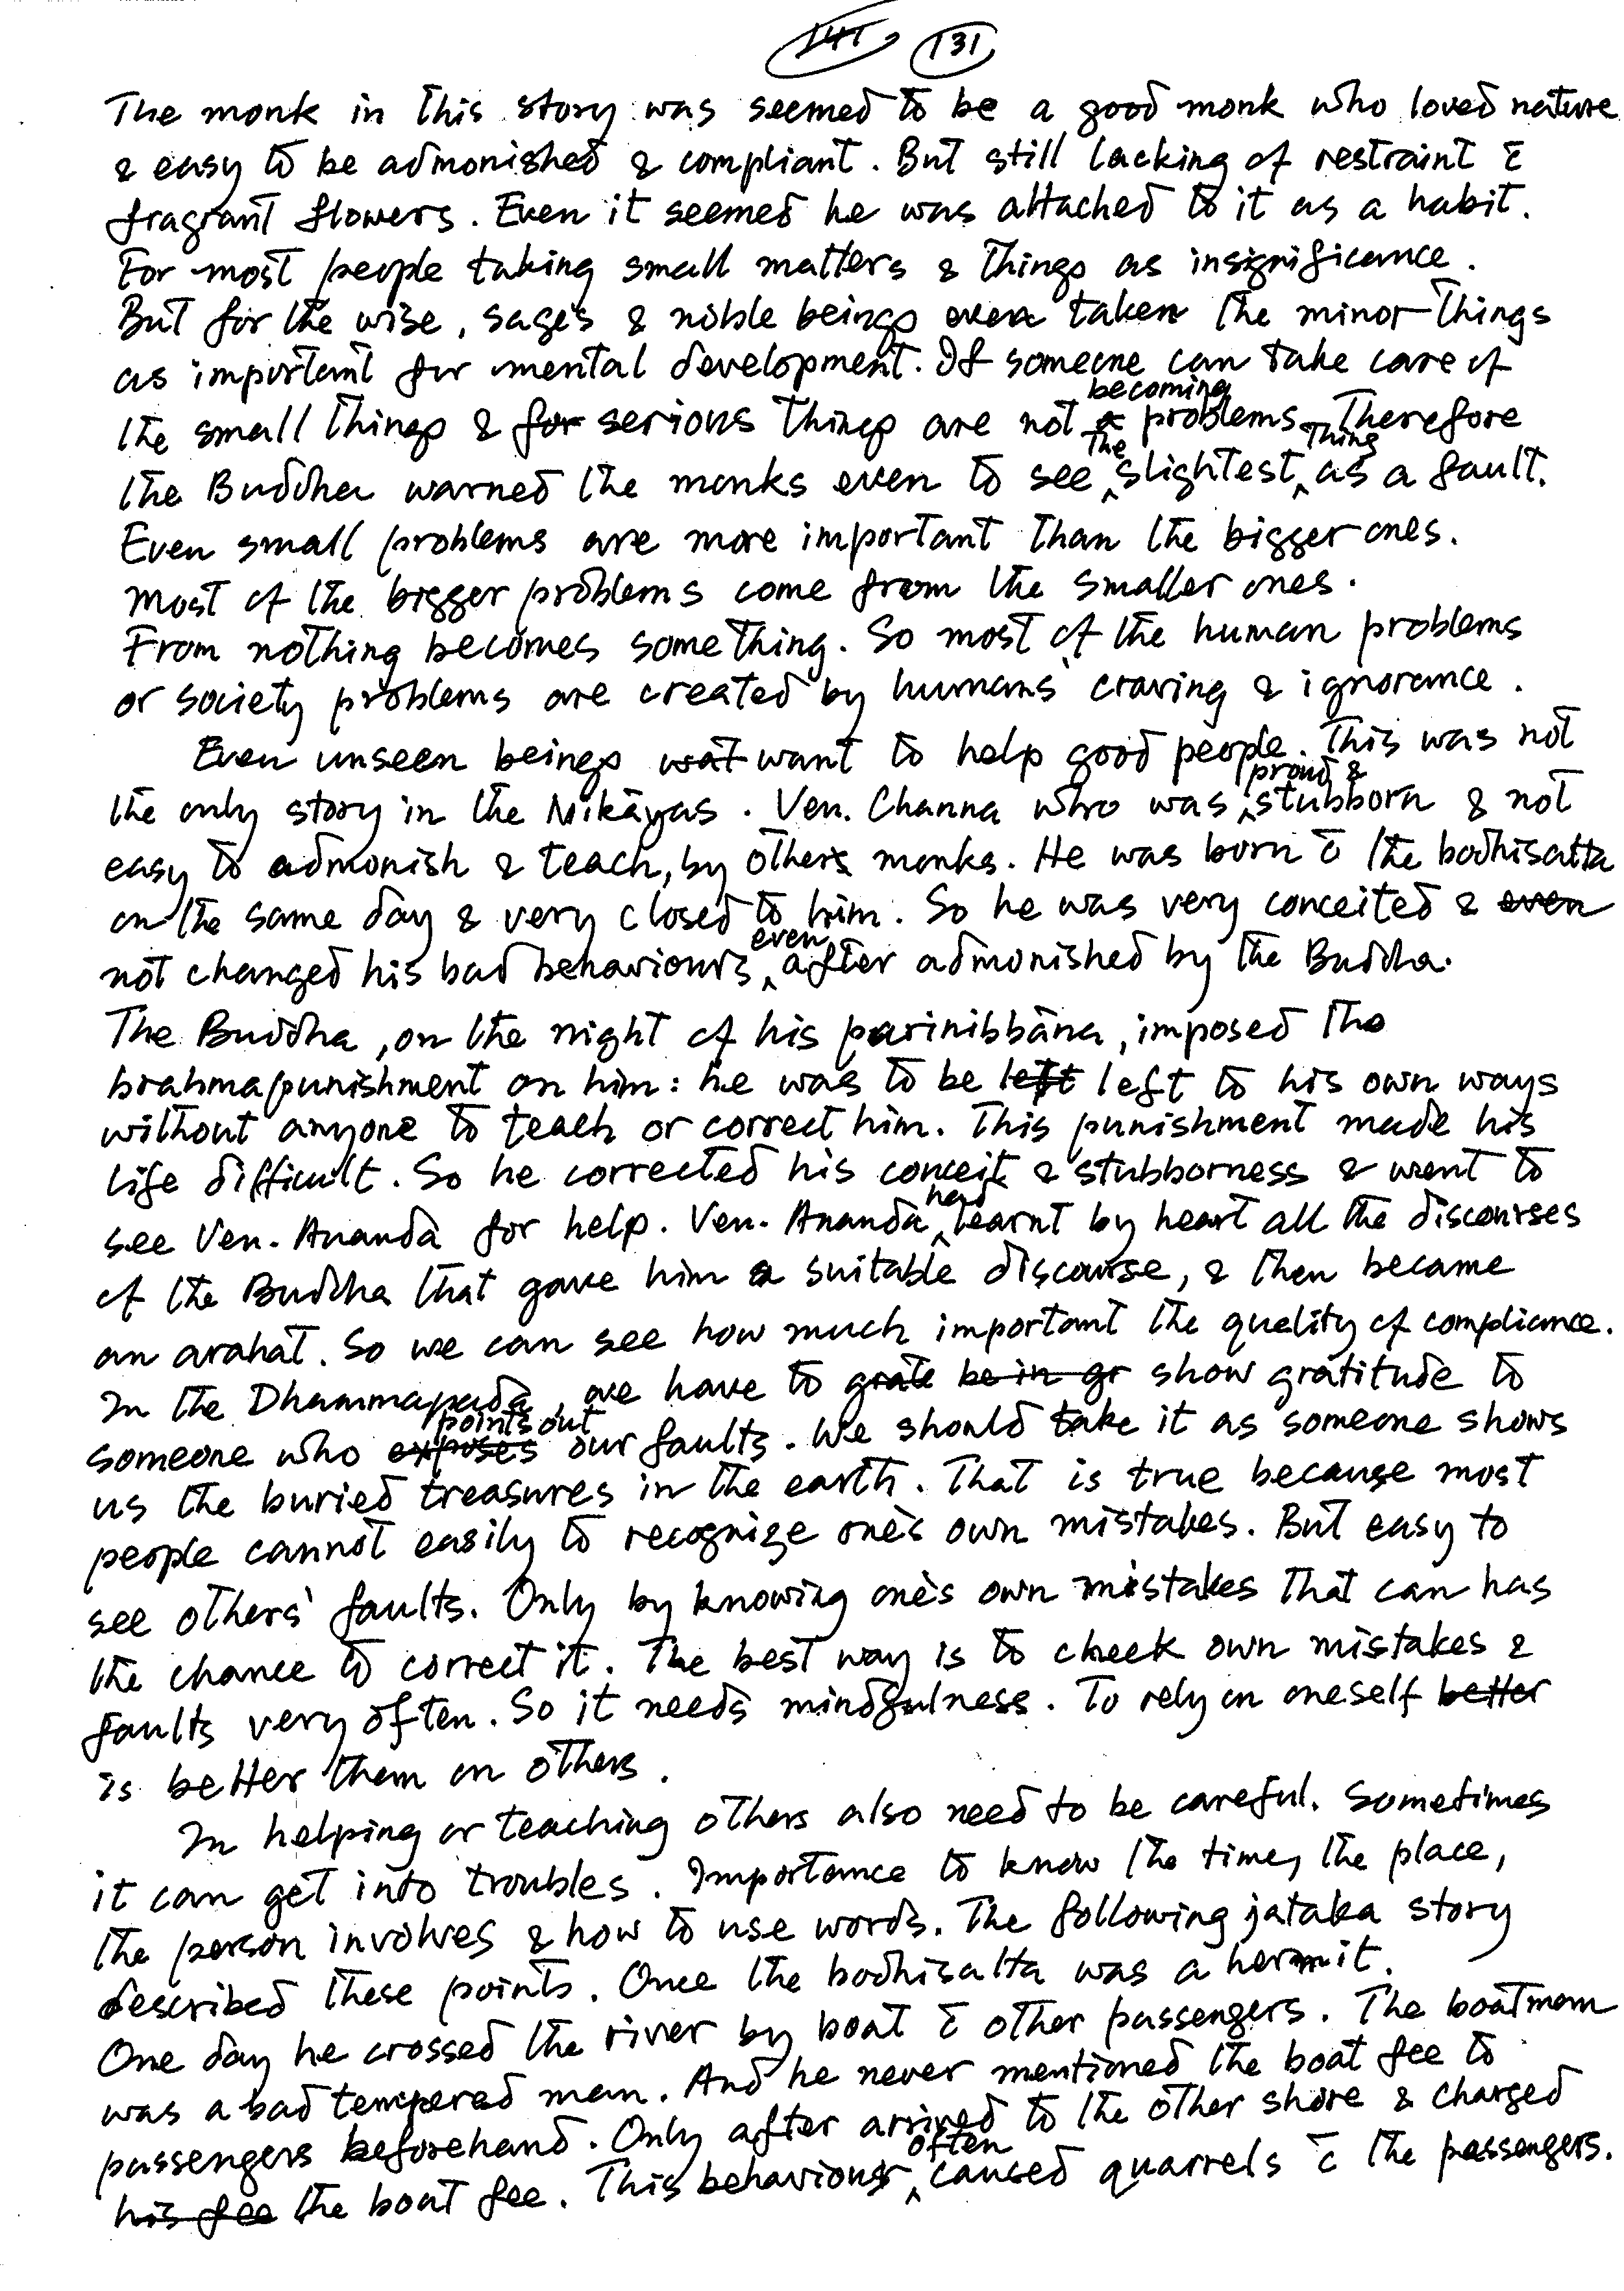 131
The monk in this story was seemed to be a good monk who loved nature
& easy to be admonished & compliant. But still lacking of restraint c̄
fragrant flowers. Even it seemed he was attached to it as a habit.
For most people taking small matters & things as insignificance.
But for the wise, sages & noble beings even taken the minor things
as important for mental development. If someone can take care of
the small things & serious things are not becoming problems. Therefore
the Buddha warned the monks even to see the slightest thing as a fault.
Even small problems are more important than the bigger ones.
Most of the bigger problems come from the smaller ones.
From nothing becomes something. So most of the human problems
or society problems are created by humans' craving & ignorance.
Even unseen beings want to help good people. This was not
the only story in the Nikāyas. Ven. Channa who was proud & stubborn & not
easy to admonish & teach, by others monks. He was born c̄ the bodhisatta
on the same day & very closed to him. So he was very conceited &
not changed his bad behaviours even after admonished by the Buddha.
The Buddha, on the night of his parinibbāna, imposed the
brahmapunishment on him: he was to be left to his own ways
without anyone to teach or correct him. This punishment made his
life difficult. So he corrected his conceit & stubborness & went to
see Ven. Ananda for help. Ven. Ananda had learnt by heart all the discourses
of the Buddha that gave him a suitable discourse, & then became
an arahat. So we can see how much important the quality of compliance.
In the Dhammapada, we have to show gratitude to
someone who points out our faults. We should take it as someone shows
us the buried treasures in the earth. That is true because most
people cannot easily to recognize one's own mistakes. But easy to
see others' faults. Only by knowing one's own mistakes that can has
the chance to correct it. The best way is to check own mistakes &
faults very often. So it needs mindfulness. To rely on oneself
is better than on others.
In helping or teaching others also need to be careful. Sometimes
it can get into troubles. Importance to know the time, the place,
the person involves & how to use words. The following jataka story
described these points. Once the bodhisatta was a hermit.
One day he crossed the river by boat c̄ other passengers. The boatman
was a bad tempered man. And he never mentioned the boat fee to
passengers beforehand. Only after arrived to the other shore & charged
the boat fee. This behaviour often caused quarrels c̄ the passengers.